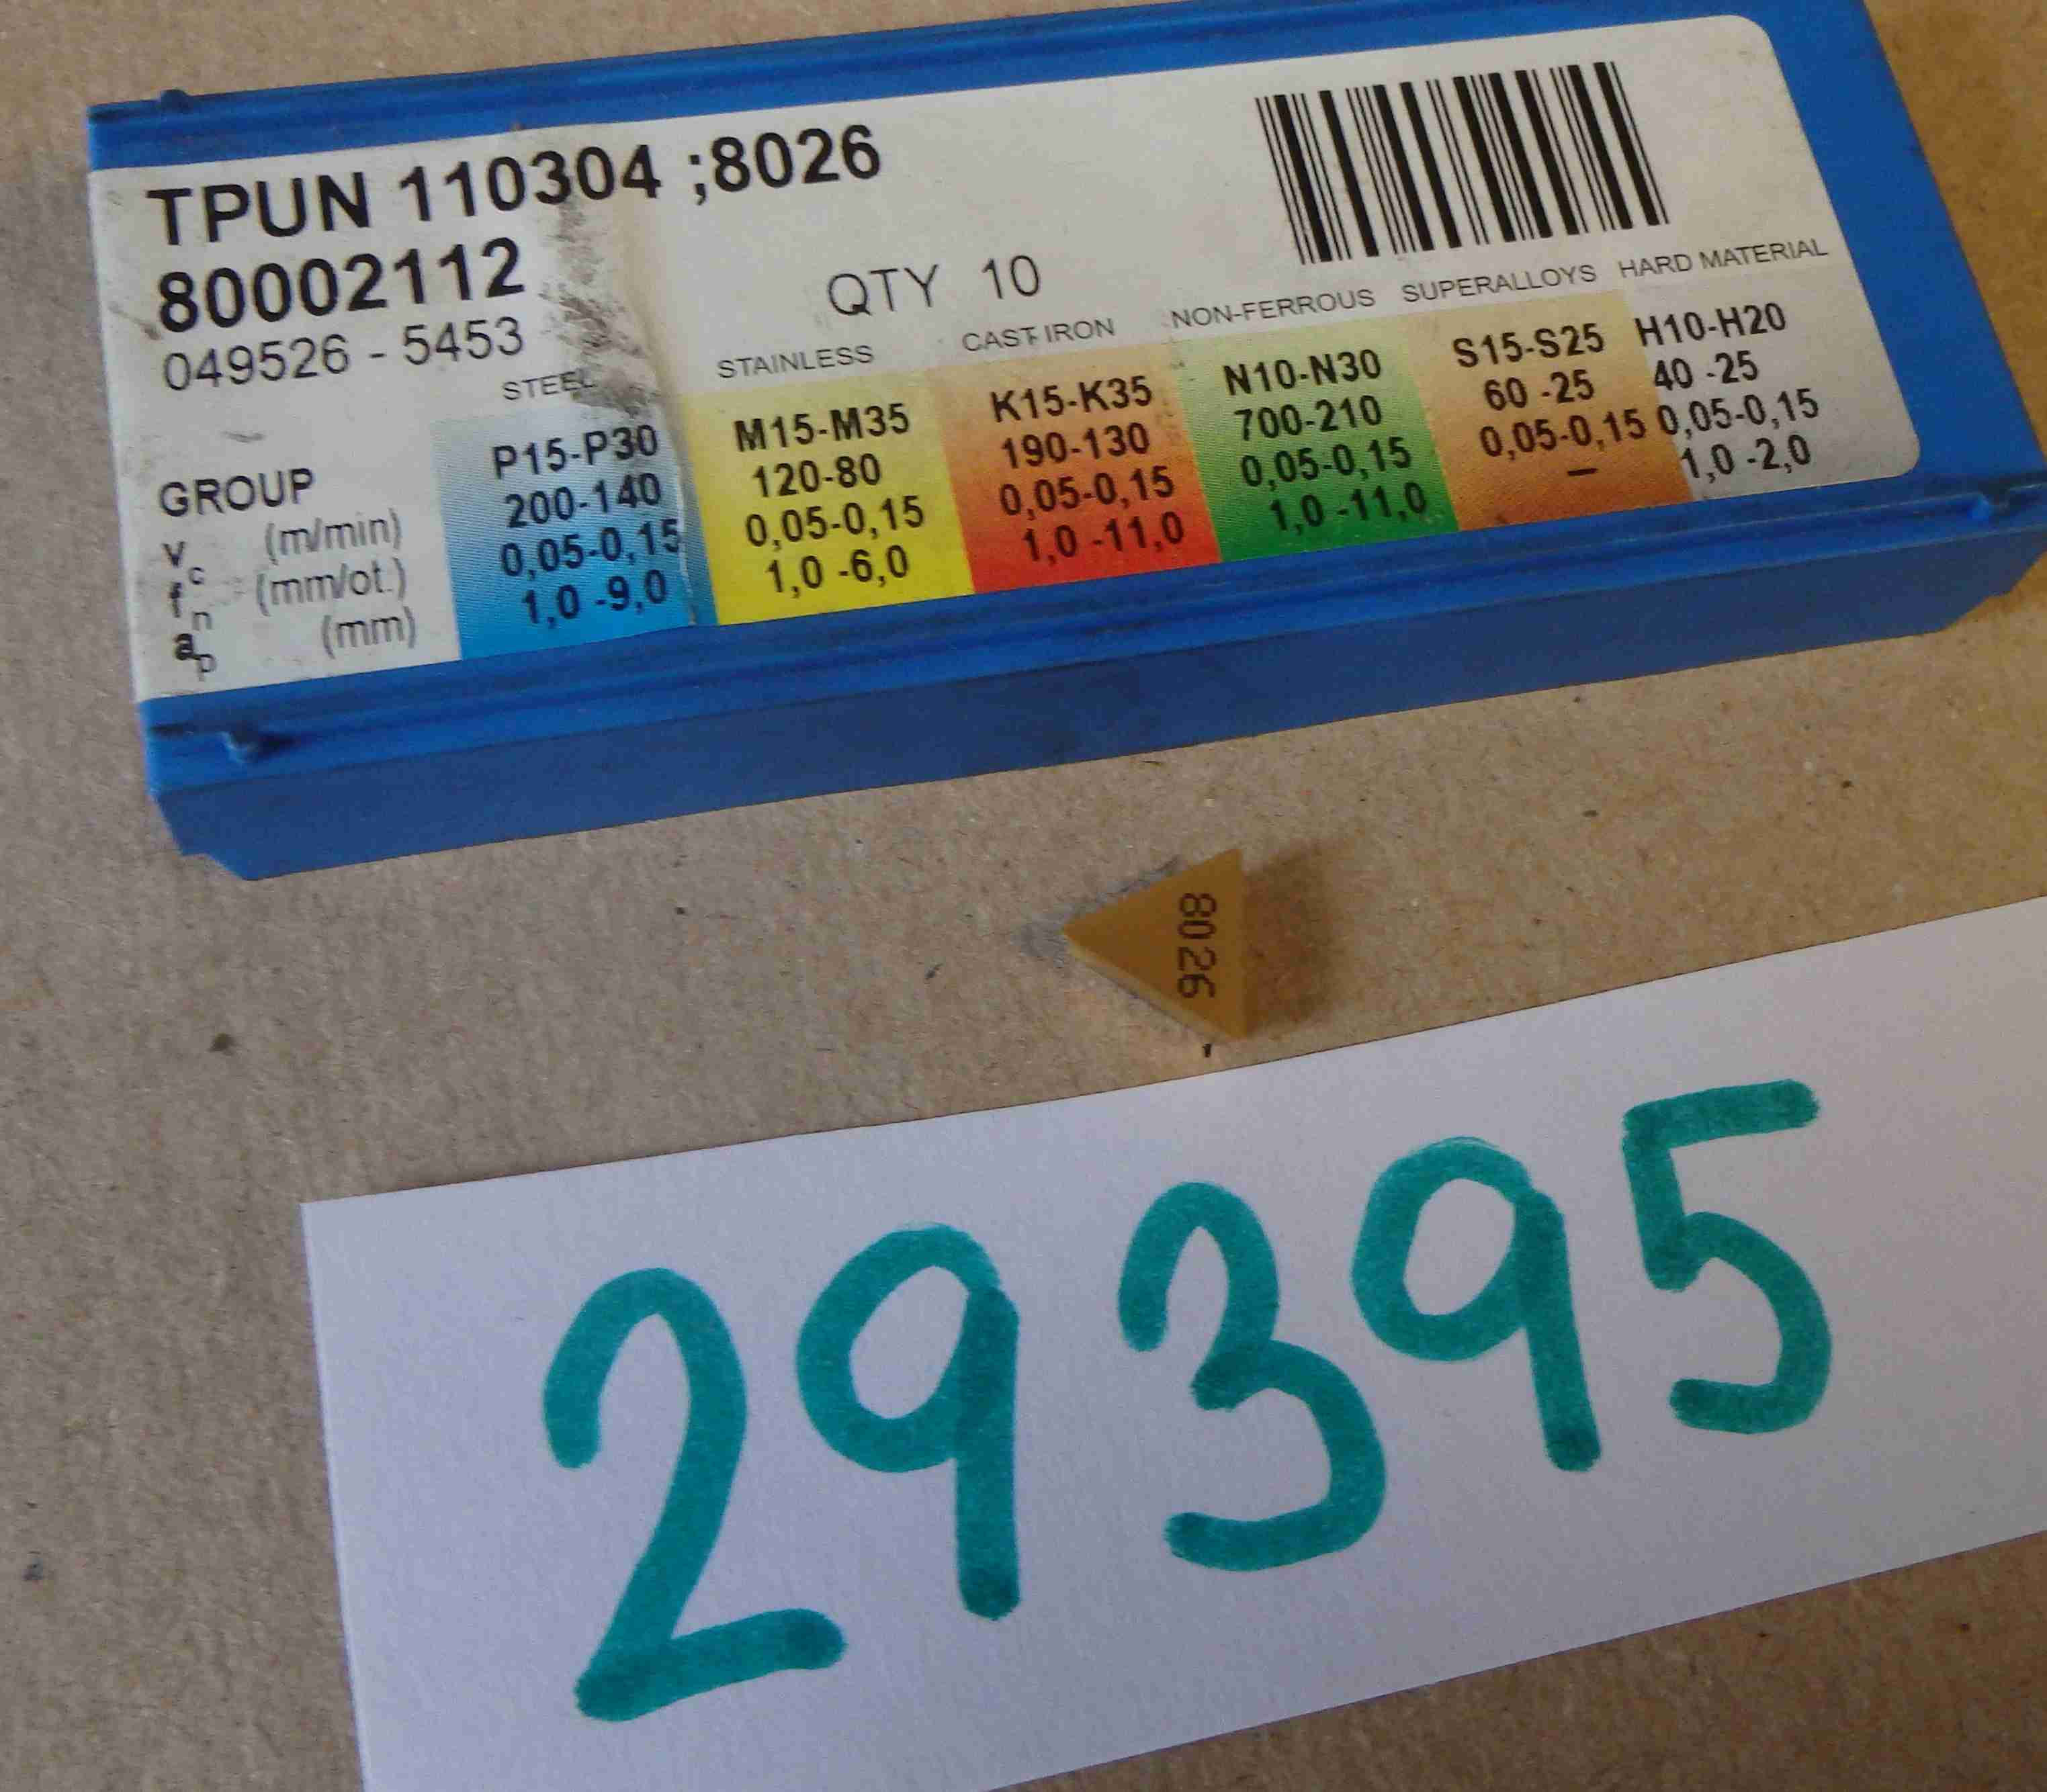 TPUN 110304 ;8026
80002112
049526 - 5453
QTY 10
STEEL STAINLESS CAST IRON NON-FERROUS SUPERALLOYS HARD MATERIAL
GROUP P15-P30 M15-M35 K15-K35 N10-N30 S15-S25 H10-H20
vc (m/min) 200-140 120-80 190-130 700-210 60 -25 40 -25
fn (mm/ot.) 0,05-0,15 0,05-0,15 0,05-0,15 0,05-0,15 0,05-0,15 0,05-0,15
ap (mm) 1,0 -9,0 1,0 -6,0 1,0 -11,0 1,0 -11,0 – 1,0 -2,0
8026
29395